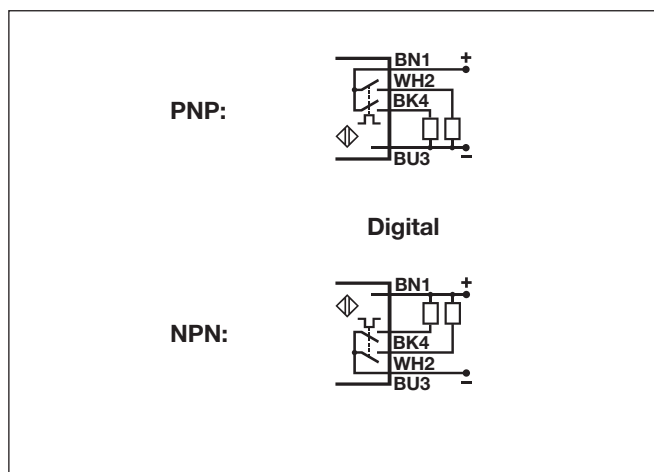 PNP:
BN1 +
WH2
BK4
BU3 −
Digital
NPN:
BN1 +
BK4
WH2
BU3 −